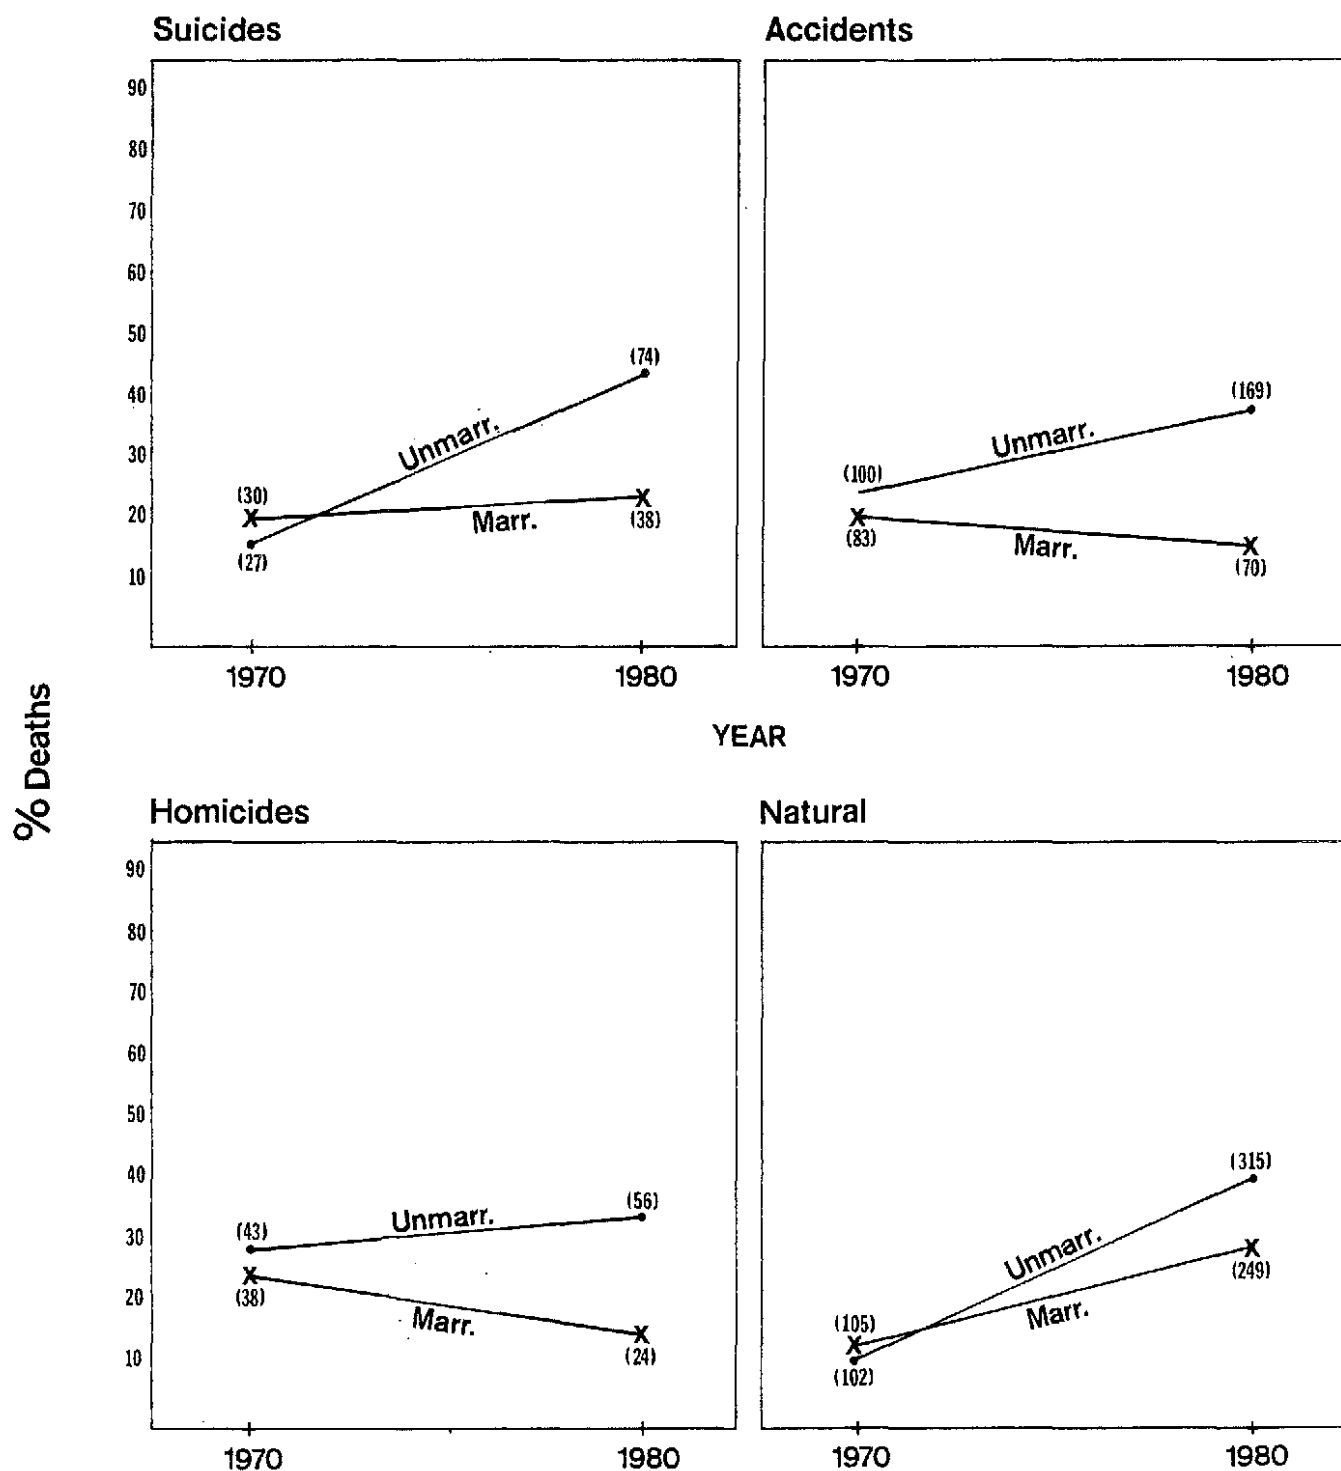 Suicides
90
80
70
60
50
40
30
20
10
(74)
Unmarr.
(30)
Marr.
(38)
(27)
1970 1980
Accidents
(169)
Unmarr.
(100)
(83)
Marr.
(70)
1970 1980
YEAR
% Deaths
Homicides
90
80
70
60
50
40
30
20
10
(56)
(43)
Unmarr.
(38)
Marr.
(24)
1970 1980
Natural
(315)
Unmarr.
(249)
Marr.
(105)
(102)
1970 1980